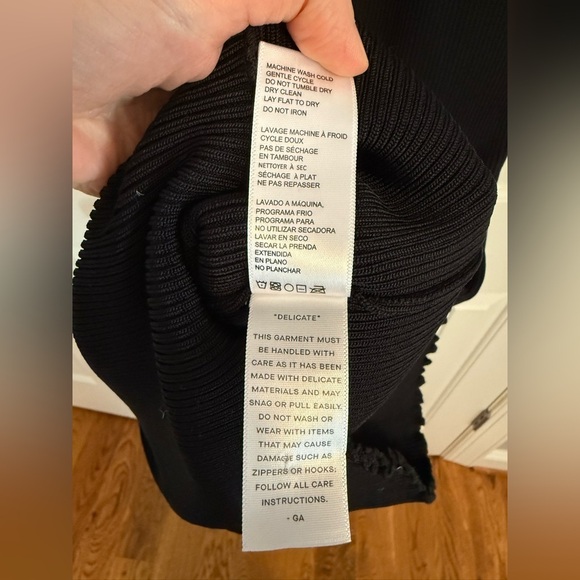 MACHINE WASH COLD
GENTLE CYCLE
DO NOT TUMBLE DRY
DRY CLEAN
LAY FLAT TO DRY
DO NOT IRON
LAVAGE MACHINE À FROID
CYCLE DOUX
PAS DE SÉCHAGE
EN TAMBOUR
NETTOYER À SEC
SÉCHAGE À PLAT
NE PAS REPASSER
LAVADO A MÁQUINA,
PROGRAMA FRIO
PROGRAMA PARA
NO UTILIZAR SECADORA
LAVAR EN SECO
SECAR LA PRENDA
EXTENDIDA
EN PLANO
NO PLANCHAR
"DELICATE"
THIS GARMENT MUST
BE HANDLED WITH
CARE AS IT HAS BEEN
MADE WITH DELICATE
MATERIALS AND MAY
SNAG OR PULL EASILY.
DO NOT WASH OR
WEAR WITH ITEMS
THAT MAY CAUSE
DAMAGE SUCH AS
ZIPPERS OR HOOKS;
FOLLOW ALL CARE
INSTRUCTIONS.
- GA